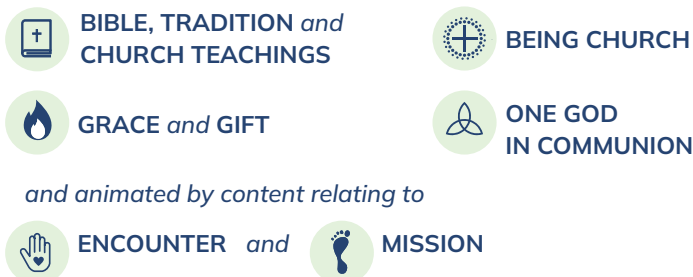 BIBLE, TRADITION and
CHURCH TEACHINGS
BEING CHURCH
GRACE and GIFT
ONE GOD
IN COMMUNION
and animated by content relating to
ENCOUNTER and MISSION